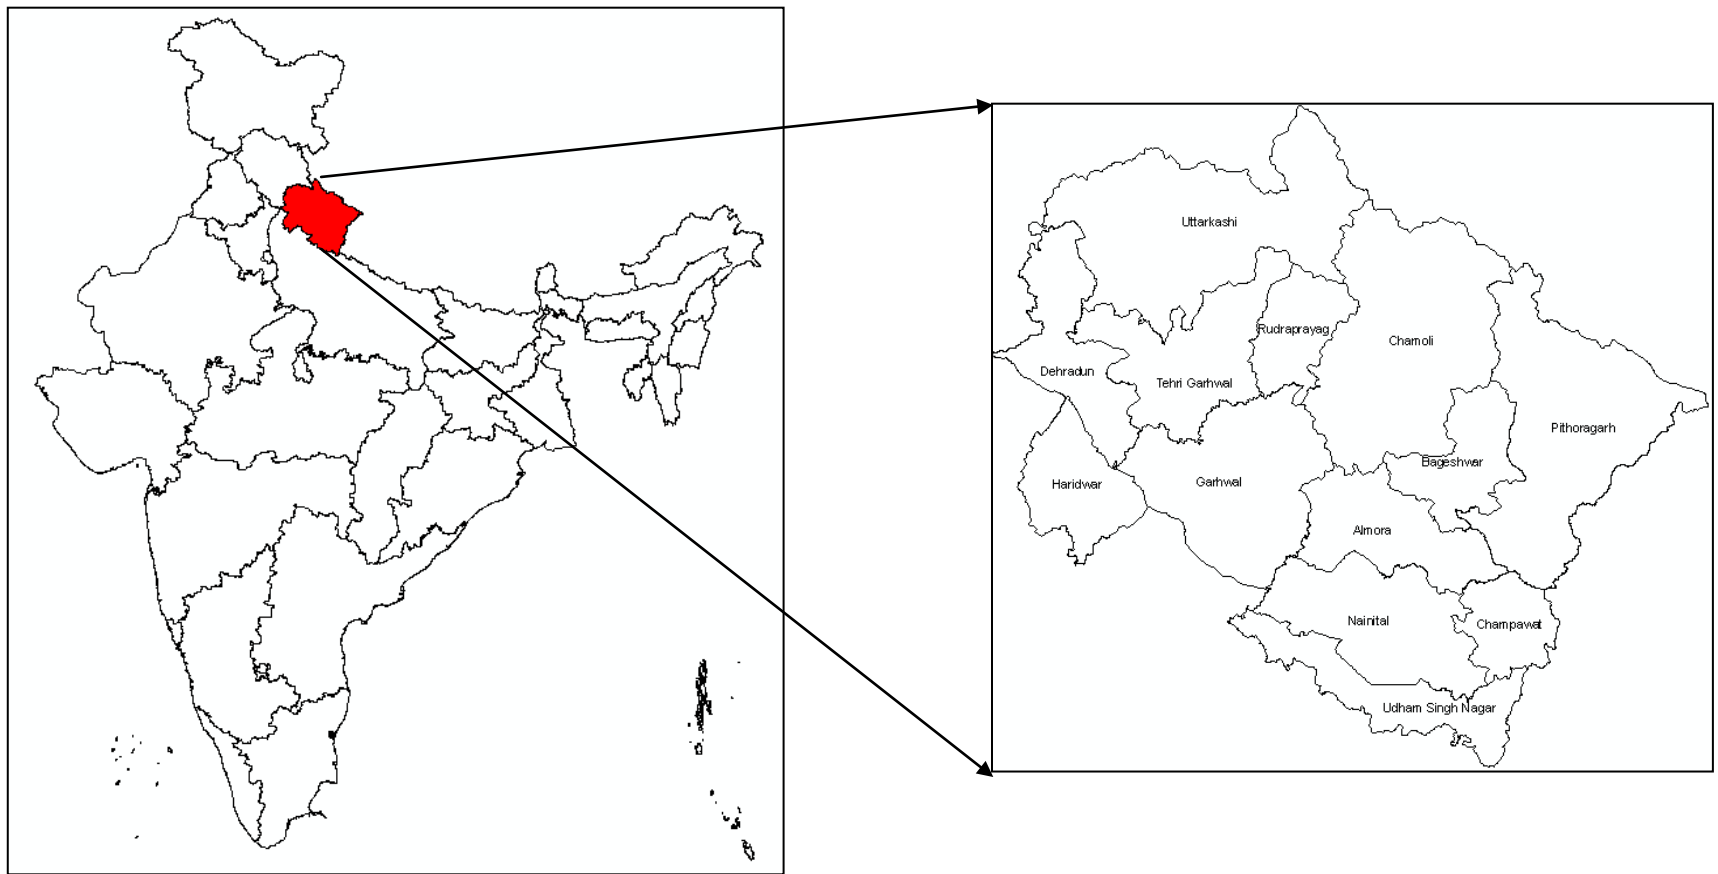 Uttarkashi
Rudraprayag
Chamoli
Dehradun
Tehri Garhwal
Pithoragarh
Bageshwar
Haridwar
Garhwal
Almora
Nainital
Champawat
Udham Singh Nagar